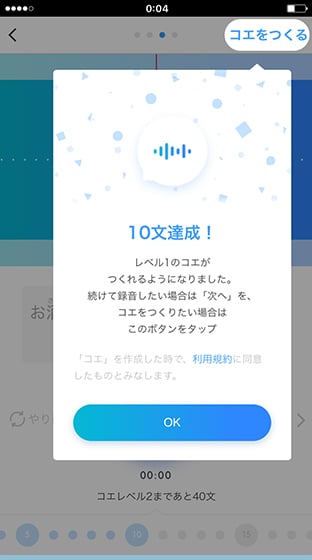 0:04
コエをつくる
10文達成！
レベル1のコエが
つくれるようになりました。
続けて録音したい場合は「次へ」を、
コエをつくりたい場合は
このボタンをタップ
「コエ」を作成した時で、利用規約に同意
したものとみなします。
お酒
OK
やり
00:00
コエレベル2まであと40文
5
10
15